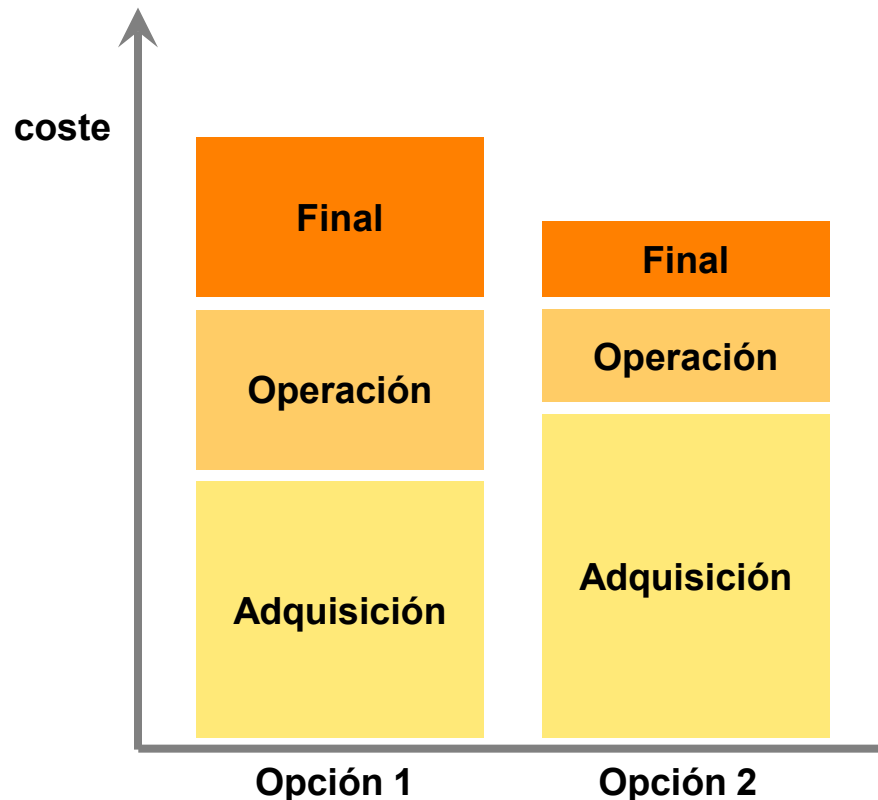 coste
Final
Final
Operación
Operación
Adquisición
Adquisición
Opción 1
Opción 2